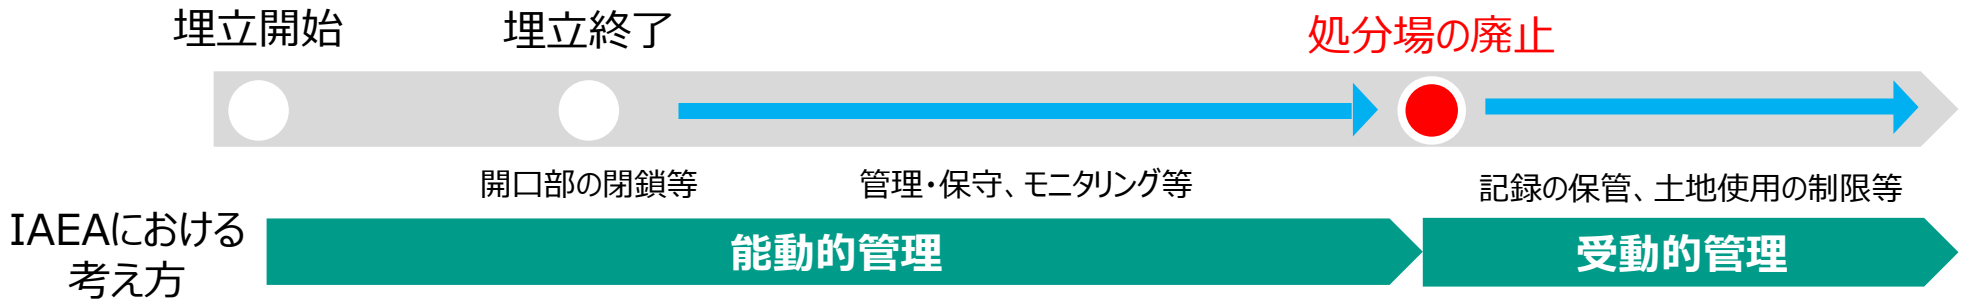 埋立開始
埋立終了
処分場の廃止
開口部の閉鎖等
管理・保守、モニタリング等
記録の保管、土地使用の制限等
IAEAにおける
考え方
能動的管理
受動的管理